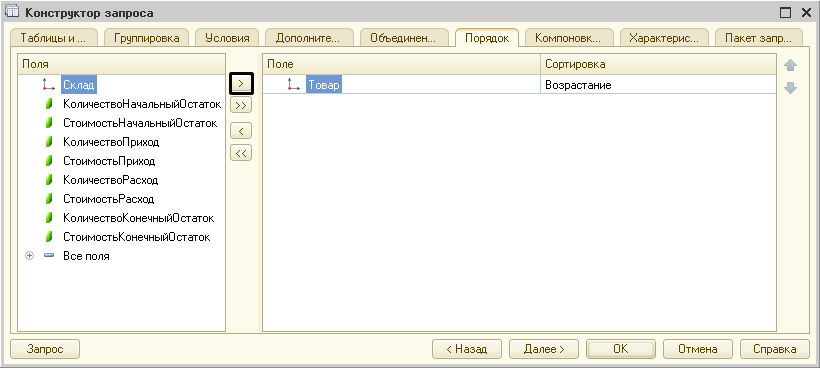 Конструктор запроса
Таблицы и ... Группировка Условия Дополните... Объединен... Порядок Компоновк... Характерис... Пакет запр...
Поля
Склад
КоличествоНачальныйОстаток
СтоимостьНачальныйОстаток
КоличествоПриход
СтоимостьПриход
КоличествоРасход
СтоимостьРасход
КоличествоКонечныйОстаток
СтоимостьКонечныйОстаток
Все поля
>
>>
<
<<
Поле Сортировка
Товар Возрастание
Запрос < Назад Далее > OK Отмена Справка